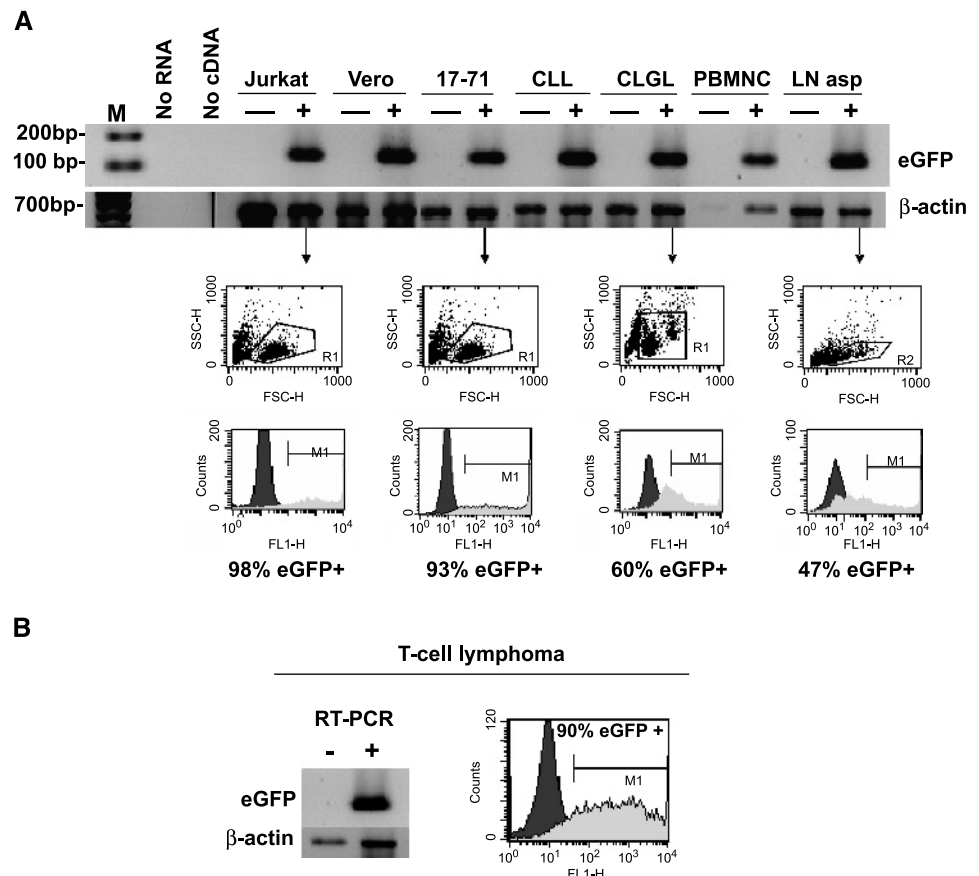 A
No RNA
No cDNA
M
Jurkat Vero 17-71 CLL CLGL PBMNC LN asp
— + — + — + — + — + — + — +
200bp-
100 bp-
eGFP
700bp-
β-actin
1000 1000 1000 1000
SSC-H SSC-H SSC-H SSC-H
R1 R1 R1 R2
0 0 0 0
0 1000 0 1000 0 1000 0 1000
FSC-H FSC-H FSC-H FSC-H
200 200 200 100
Counts Counts Counts Counts
M1 M1 M1 M1
0 0 0 0
10⁰ 10⁴ 10⁰ 10¹ 10² 10³ 10⁴ 10⁰ 10⁴ 10⁰ 10¹ 10² 10³ 10⁴
FL1-H FL1-H FL1-H FL1-H
98% eGFP+ 93% eGFP+ 60% eGFP+ 47% eGFP+
B
T-cell lymphoma
RT-PCR
- +
eGFP
β-actin
120
90% eGFP +
Counts
M1
0
10⁰ 10¹ 10² 10³ 10⁴
FL1-H